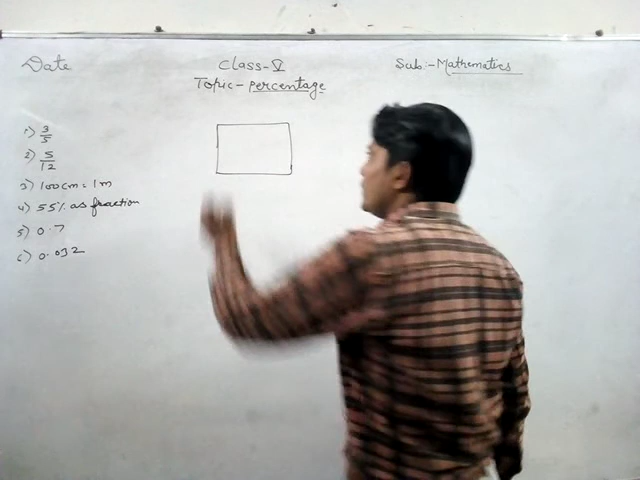 Date
Class-V
Sub:- Mathematics
Topic- percentage
1) 3/5
2) 5/12
3) 100cm = 1m
4) 55% as fraction
5) 0.7
6) 0.032